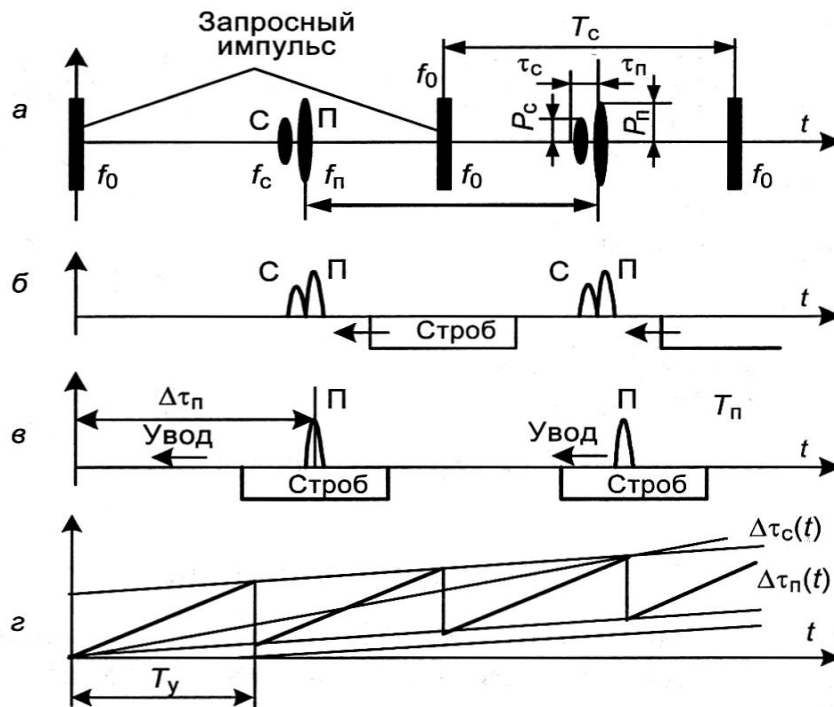 Запросный
импульс
T_с
f_0
τ_с
τ_п
а
С
П
P_с
P_п
t
f_0
f_с
f_п
f_0
f_0
б
С
П
С
П
t
Строб
в
Δτ_п
П
П
T_п
Увод
Увод
t
Строб
Строб
г
Δτ_с(t)
Δτ_п(t)
t
T_у